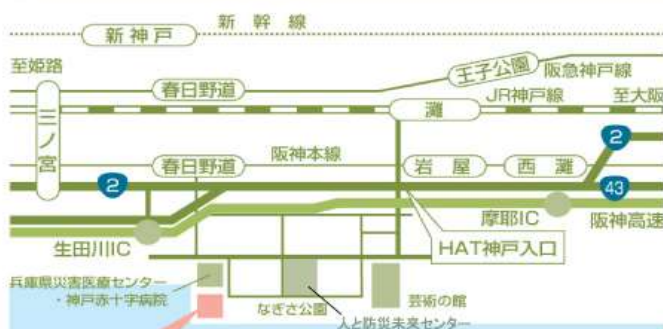 新幹線
新神戸
至姫路
王子公園
阪急神戸線
春日野道
灘
JR神戸線
至大阪
三ノ宮
2
春日野道
阪神本線
岩屋
西灘
2
43
生田川IC
摩耶IC
阪神高速
HAT神戸入口
兵庫県災害医療センター
・神戸赤十字病院
なぎさ公園
芸術の館
人と防災未来センター